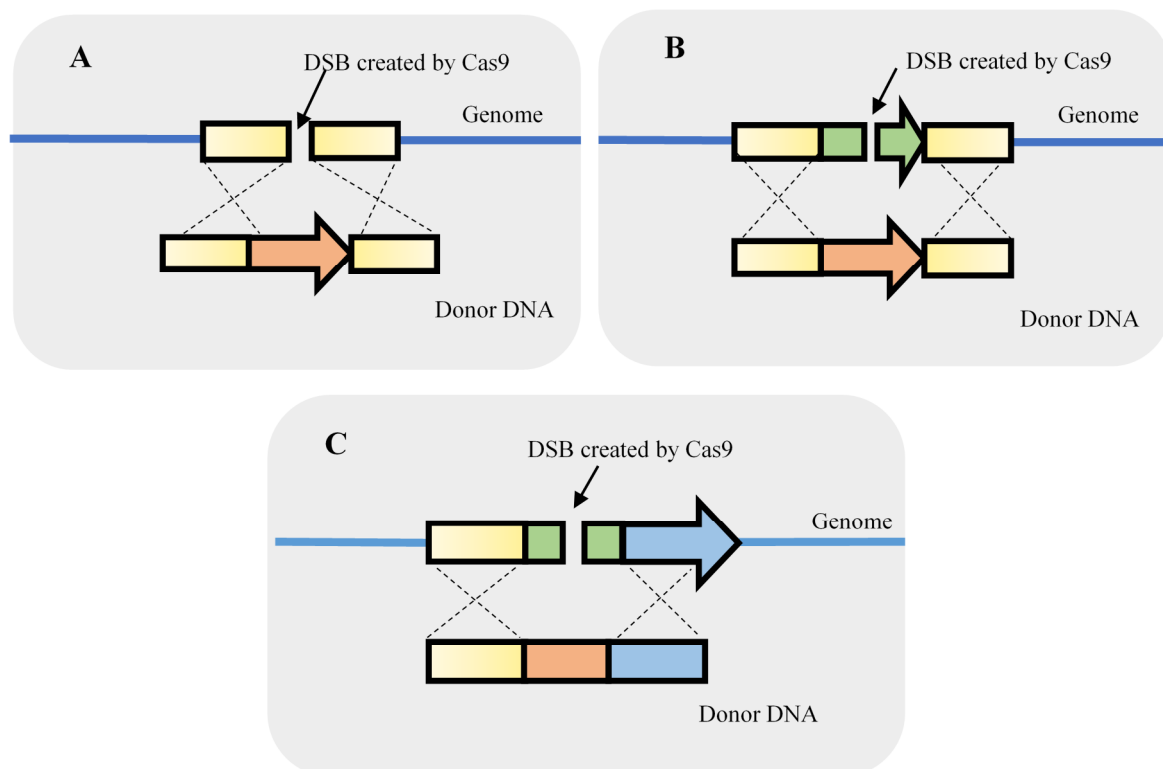 A
DSB created by Cas9
Genome
Donor DNA
B
DSB created by Cas9
Genome
Donor DNA
C
DSB created by Cas9
Genome
Donor DNA